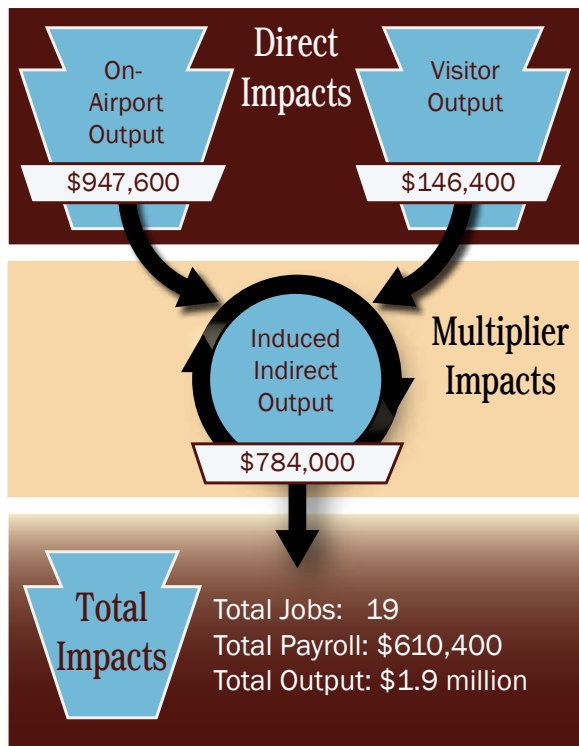 Direct
Impacts
On-
Airport
Output
$947,600
Visitor
Output
$146,400
Induced
Indirect
Output
$784,000
Multiplier
Impacts
Total
Impacts
Total Jobs: 19
Total Payroll: $610,400
Total Output: $1.9 million